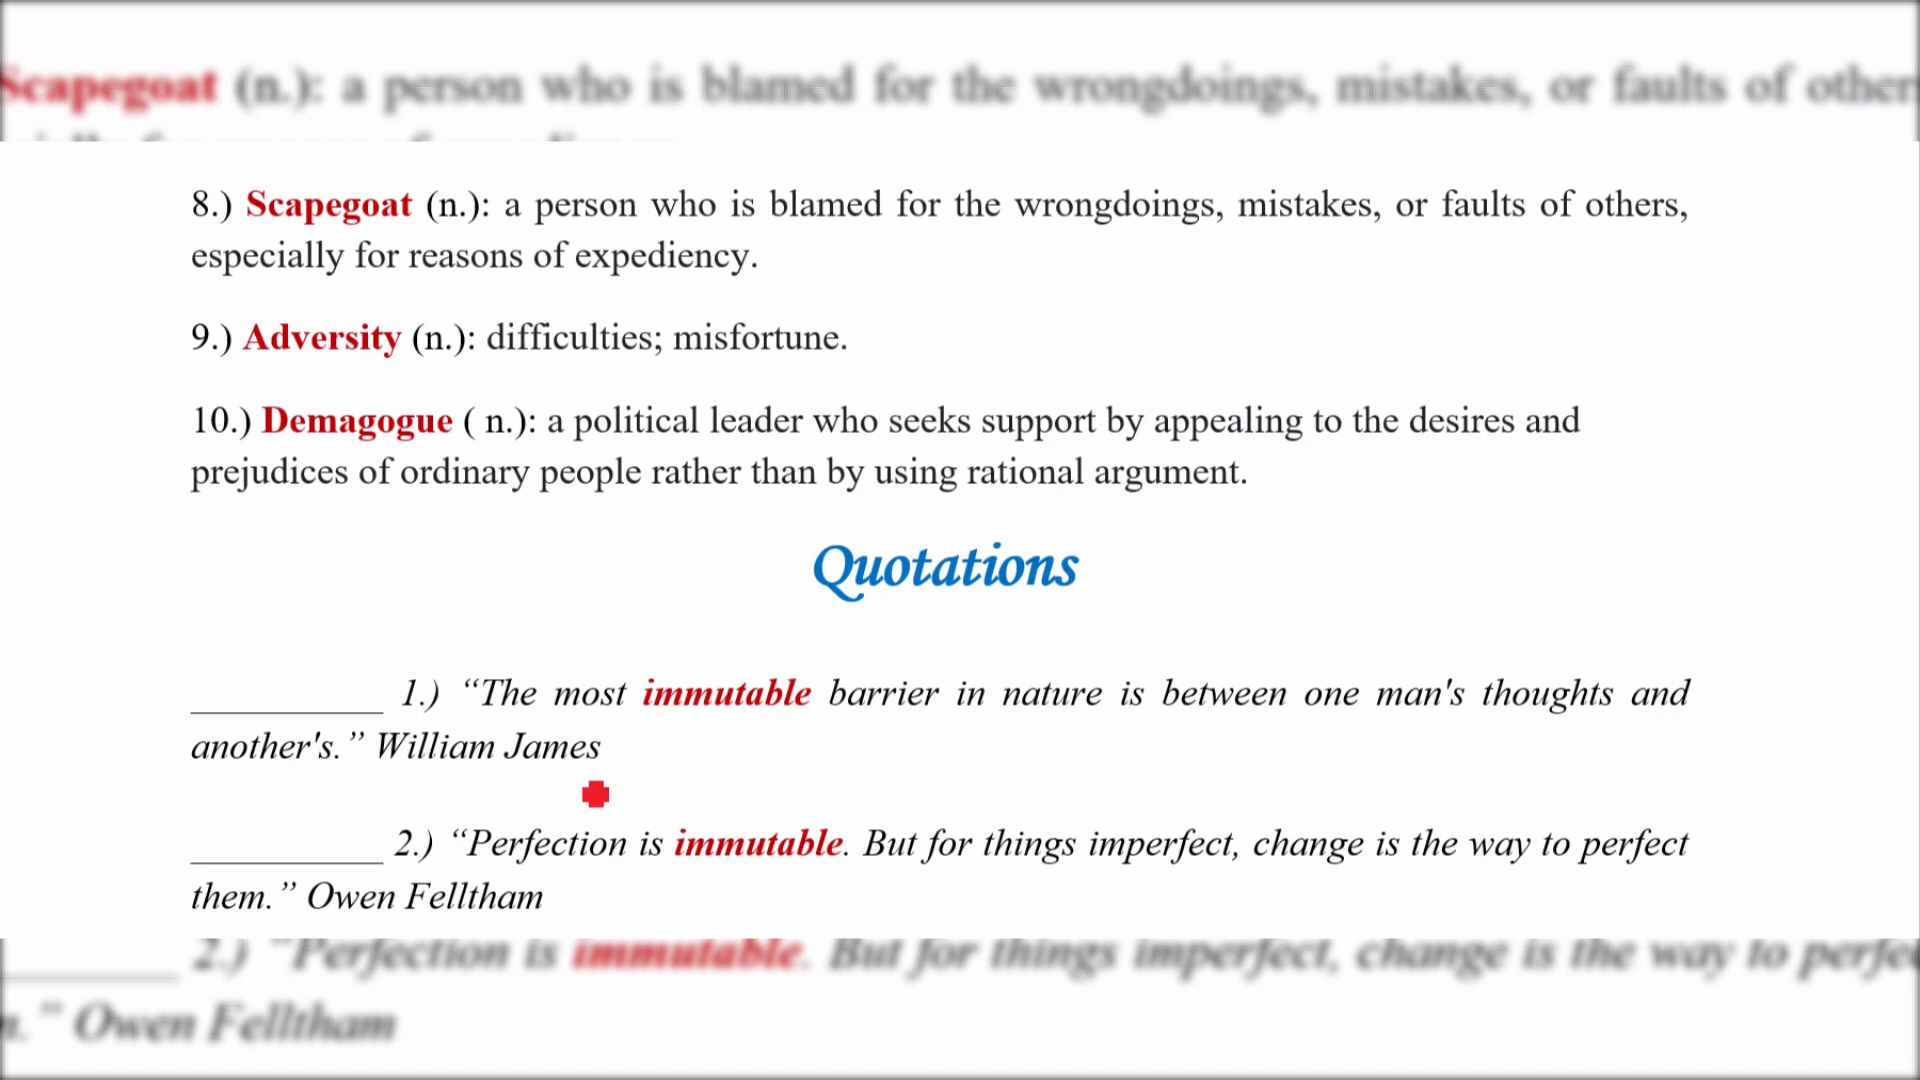 Scapegoat (n.): a person who is blamed for the wrongdoings, mistakes, or faults of other
8.) Scapegoat (n.): a person who is blamed for the wrongdoings, mistakes, or faults of others,
especially for reasons of expediency.
9.) Adversity (n.): difficulties; misfortune.
10.) Demagogue ( n.): a political leader who seeks support by appealing to the desires and
prejudices of ordinary people rather than by using rational argument.
Quotations
____________ 1.) “The most immutable barrier in nature is between one man's thoughts and
another's.” William James
____________ 2.) “Perfection is immutable. But for things imperfect, change is the way to perfect
them.” Owen Felltham
2.) “Perfection is immutable. But for things imperfect, change is the way to
” Owen Felltham